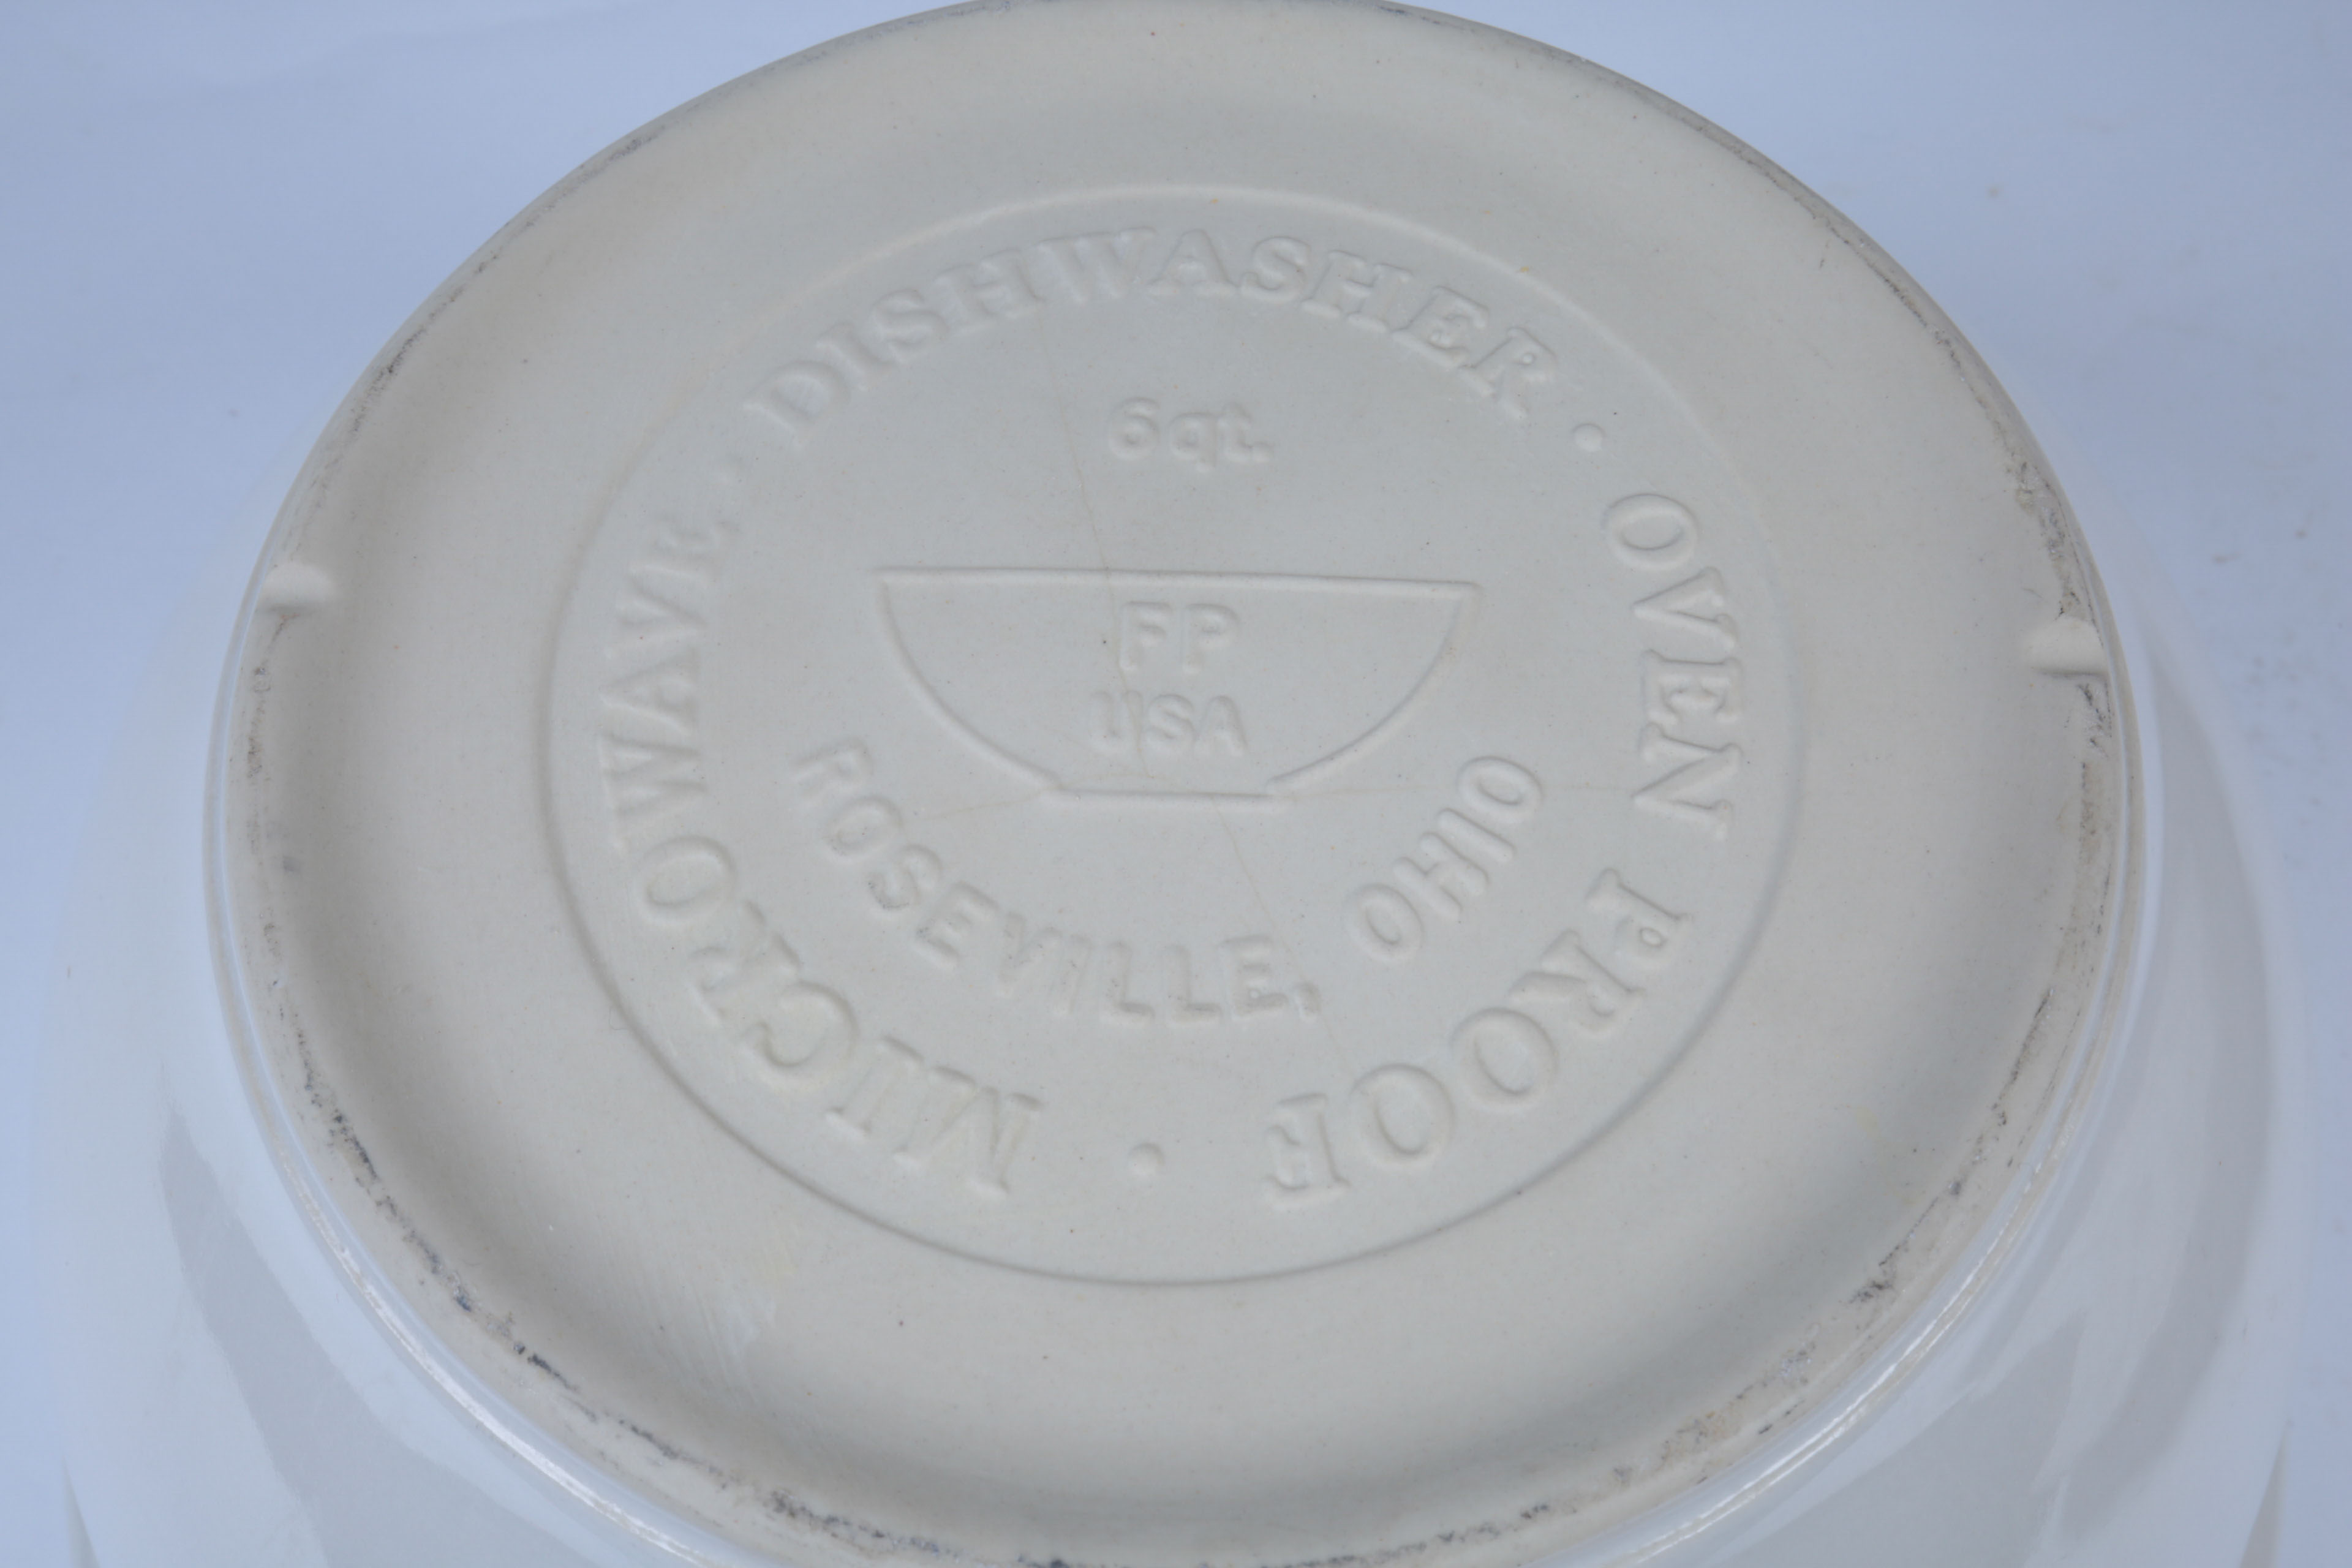 MICROWAVE · DISHWASHER · OVEN PROOF ·
6qt.
FP
USA
ROSEVILLE, OHIO